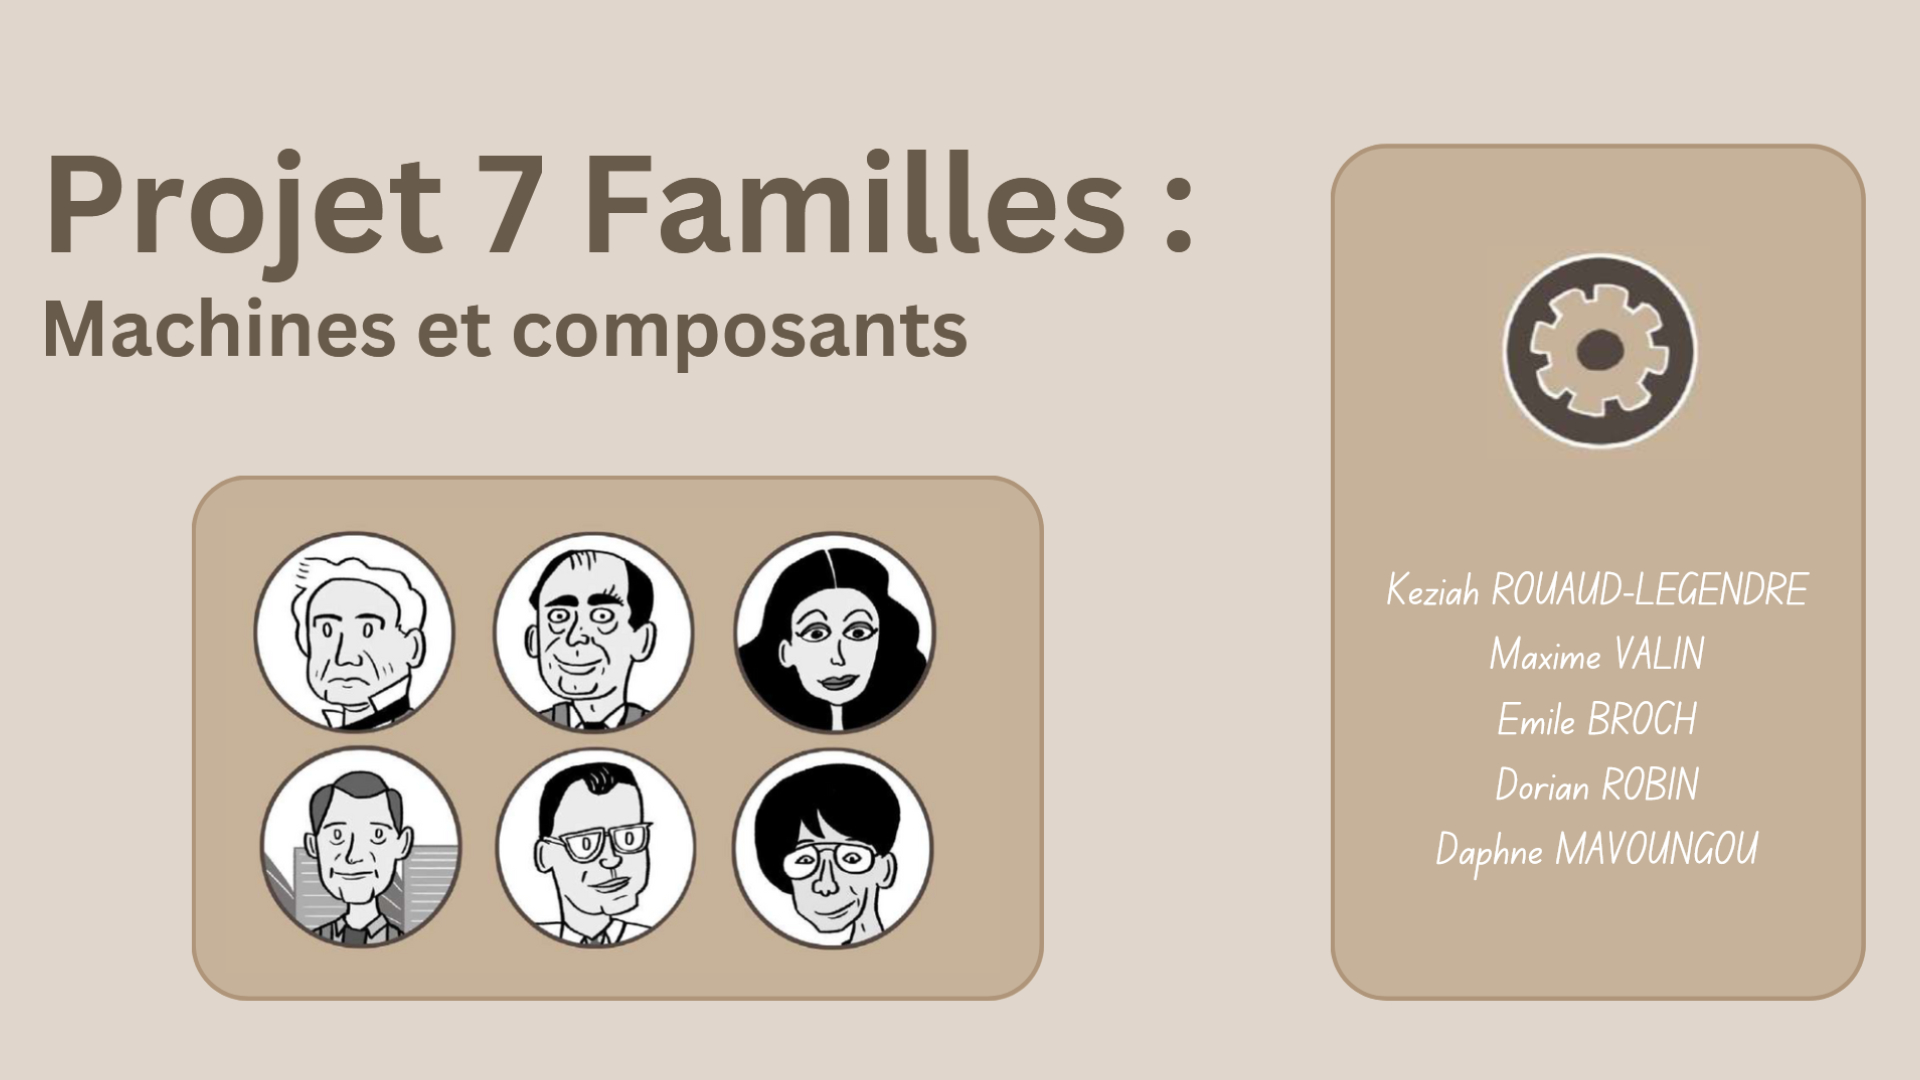 Projet 7 Familles :
Machines et composants
Keziah ROUAUD-LEGENDRE
Maxime VALIN
Emile BROCH
Dorian ROBIN
Daphne MAVOUNGOU